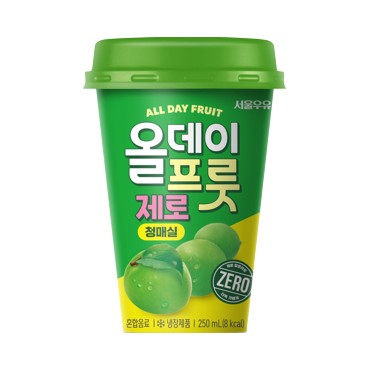 서울우유
ALL DAY FRUIT
올데이
프룻
제로
청매실
ZERO
혼합음료 | 냉장제품 | 250 mL(8 kcal)